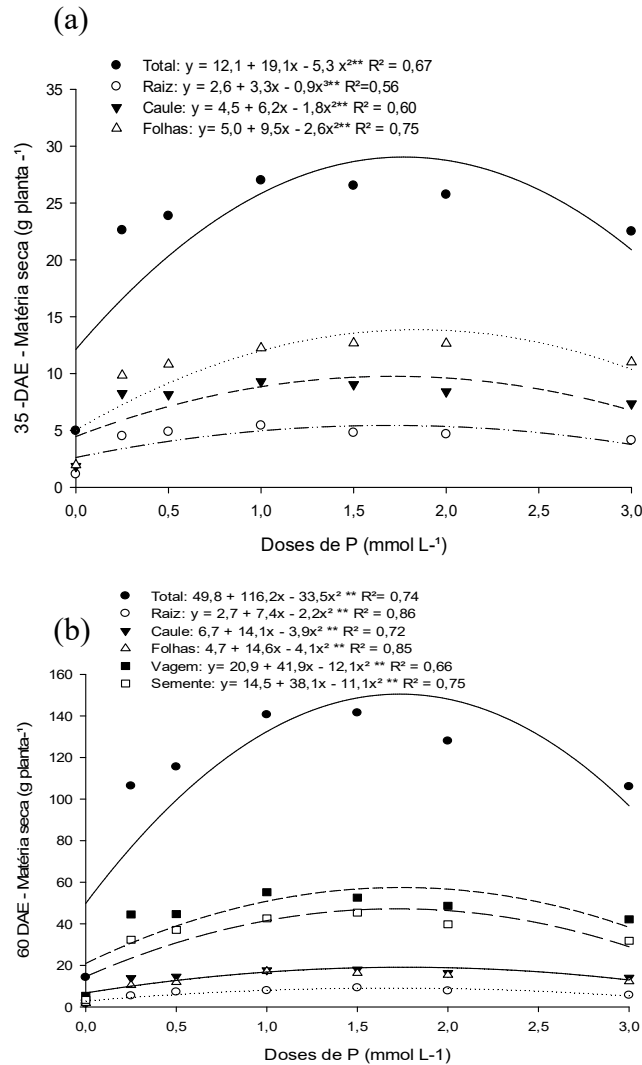 (a)
Total: y = 12,1 + 19,1x - 5,3 x²** R² = 0,67
Raiz: y = 2,6 + 3,3x - 0,9x³** R²=0,56
Caule: y = 4,5 + 6,2x - 1,8x²** R² = 0,60
Folhas: y= 5,0 + 9,5x - 2,6x²** R² = 0,75
35 -DAE - Matéria seca (g planta -¹)
35
30
25
20
15
10
5
0
0,0 0,5 1,0 1,5 2,0 2,5 3,0
Doses de P (mmol L-¹)
(b)
Total: 49,8 + 116,2x - 33,5x² ** R²= 0,74
Raiz: y = 2,7 + 7,4x - 2,2x² ** R² = 0,86
Caule: y= 6,7 + 14,1x - 3,9x² ** R² = 0,72
Folhas: y = 4,7 + 14,6x - 4,1x² ** R² = 0,85
Vagem: y= 20,9 + 41,9x - 12,1x² ** R² = 0,66
Semente: y= 14,5 + 38,1x - 11,1x² ** R² = 0,75
60 DAE - Matéria seca (g planta-¹)
160
140
120
100
80
60
40
20
0
0,0 0,5 1,0 1,5 2,0 2,5 3,0
Doses de P (mmol L-1)